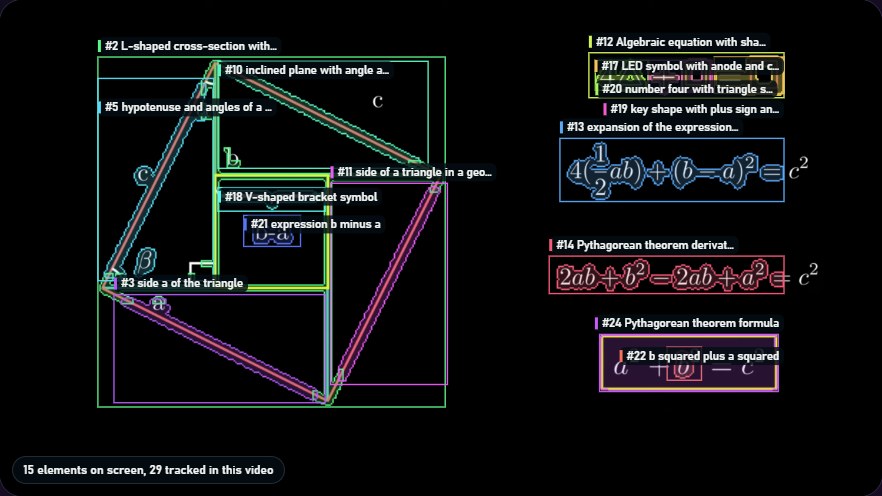 #2 L-shaped cross-section with...
#12 Algebraic equation with sha...
#10 inclined plane with angle a...
#17 LED symbol with anode and c...
#20 number four with triangle s...
c
#5 hypotenuse and angles of a ...
#19 key shape with plus sign an...
#13 expansion of the expression...
b
#11 side of a triangle in a geo...
c
4(1/2ab)+(b−a)²=c²
#18 V-shaped bracket symbol
#21 expression b minus a
b-a
#14 Pythagorean theorem derivat...
β
2ab+b²−2ab+a²=c²
#3 side a of the triangle
a
#24 Pythagorean theorem formula
#22 b squared plus a squared
a + b = c
15 elements on screen, 29 tracked in this video